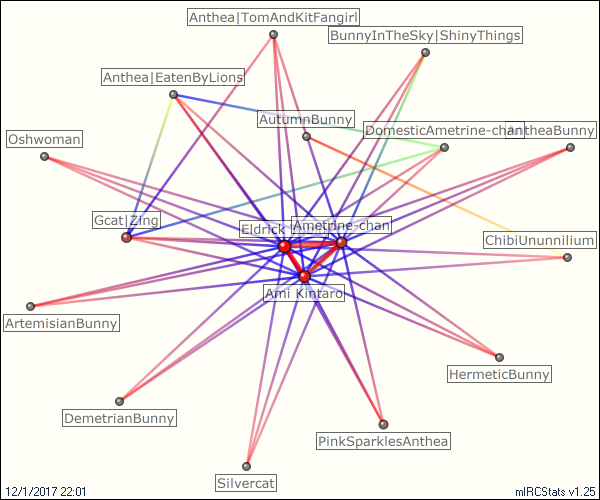 Anthea|TomAndKitFangirl
BunnyInTheSky|ShinyThings
Anthea|EatenByLions
AutumnBunny
DomesticAmetrine-chan
AntheaBunny
Oshwoman
Gcat|Zing
Eldrick
Ametrine-chan
ChibiUnunnilium
Ami Kintaro
ArtemisianBunny
HermeticBunny
DemetrianBunny
PinkSparklesAnthea
Silvercat
12/1/2017 22:01
mIRCStats v1.25